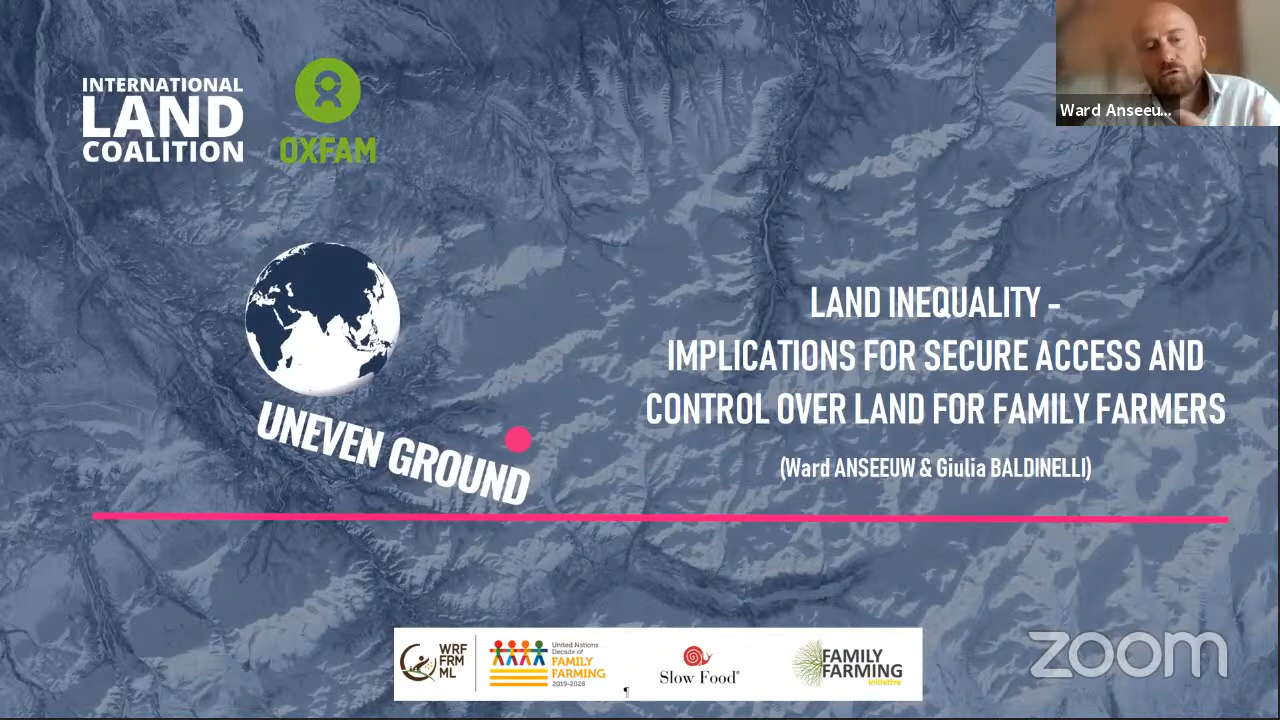 INTERNATIONAL
LAND
COALITION
OXFAM
Ward Anseeu...
UNEVEN GROUND
LAND INEQUALITY -
IMPLICATIONS FOR SECURE ACCESS AND
CONTROL OVER LAND FOR FAMILY FARMERS
(Ward ANSEEUW & Giulia BALDINELLI)
WRF
FRM
ML
United Nations
Decade of
FAMILY
FARMING
2019-2028
¶
Slow Food®
FAMILY
FARMING
initiative
zoom